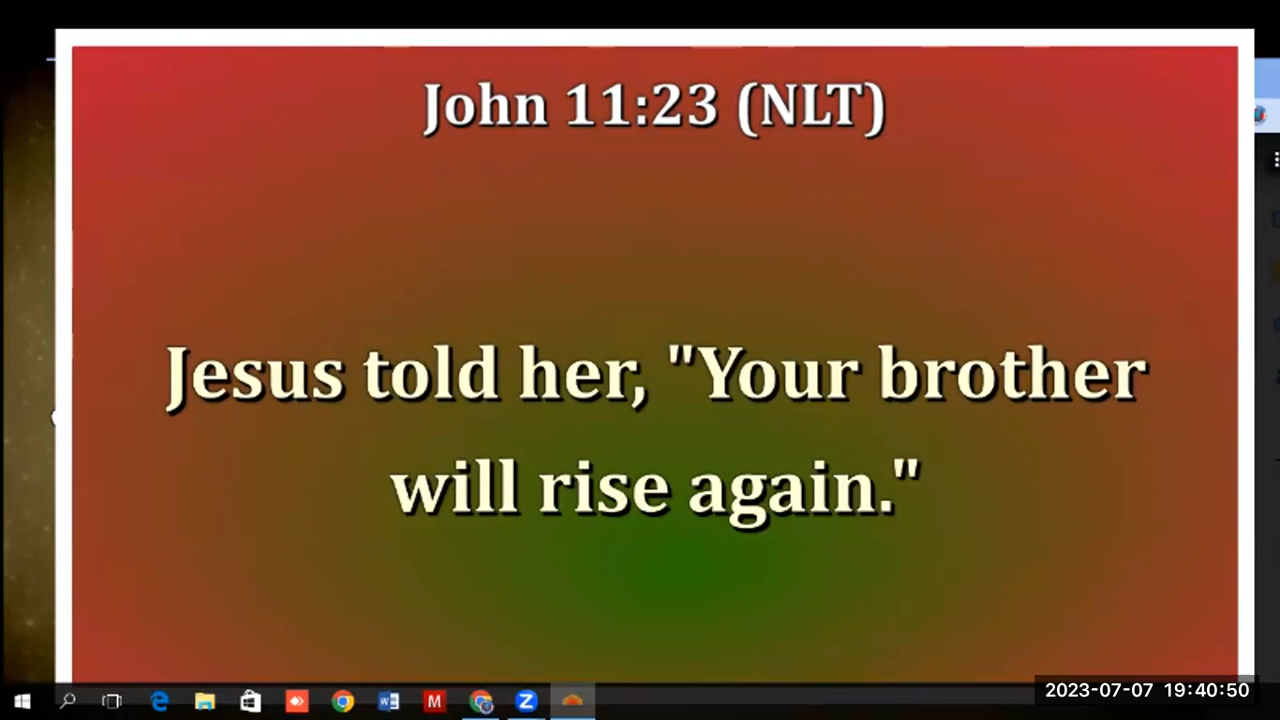 John 11:23 (NLT)
Jesus told her, "Your brother
will rise again."
2023-07-07 19:40:50